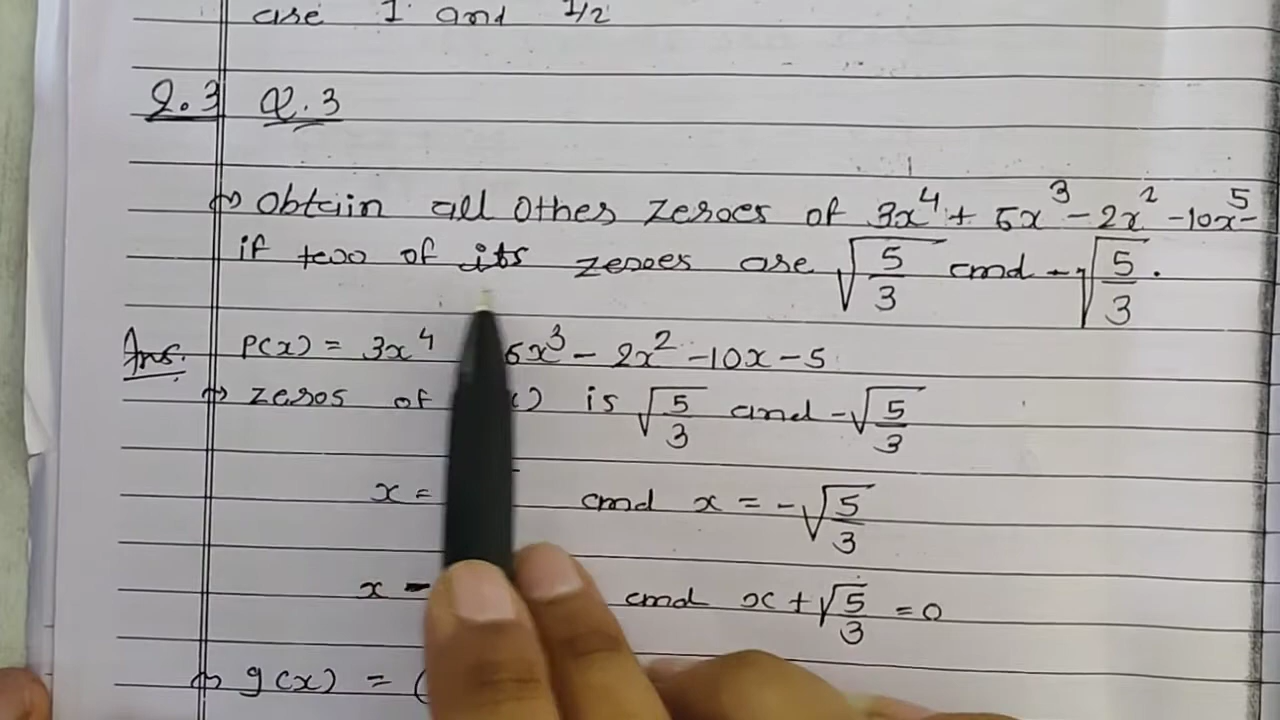 are 1 and 1/2
Q.3 Q.3
→ Obtain all other zeroes of 3x⁴ + 5x³ - 2x² - 10x - 5
if two of its zeroes are √5/3 and -√5/3.
Ans. P(x) = 3x⁴ 5x³ - 2x² - 10x - 5
→ zeros of x) is √5/3 and -√5/3
x = and x = -√5/3
x - and x + √5/3 = 0
→ g(x) = (